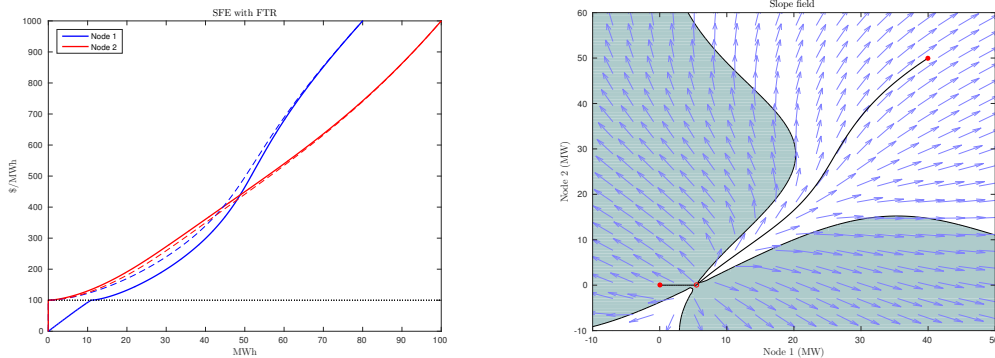 SFE with FTR
1000
900
800
700
600
500
400
300
200
100
0
$/MWh
Node 1
Node 2
0 10 20 30 40 50 60 70 80 90 100
MWh
Slope field
60
50
40
30
20
10
0
-10
Node 2 (MW)
-10 0 10 20 30 40 50
Node 1 (MW)